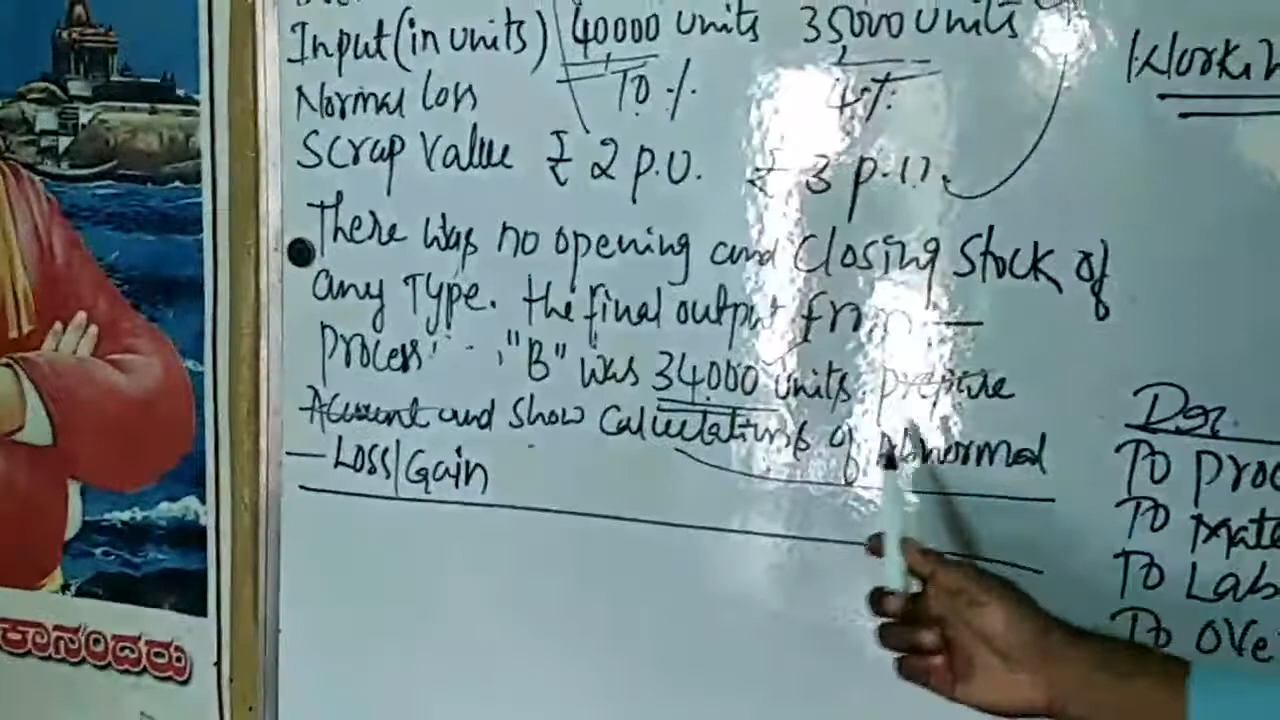 Input (in units) 40000 units 35000 units
Normal Loss 10 % 4 %
Scrap Value ₹ 2 p.u. ₹ 3 p.u.
There was no opening and Closing Stock of
any Type. The final output from
process "B" was 34000 units. prepare
Account and Show Calculations of Abnormal
Loss/Gain
Dr
To Proc
To Mate
To Lab
To Ove
ಕಾನಂದರು